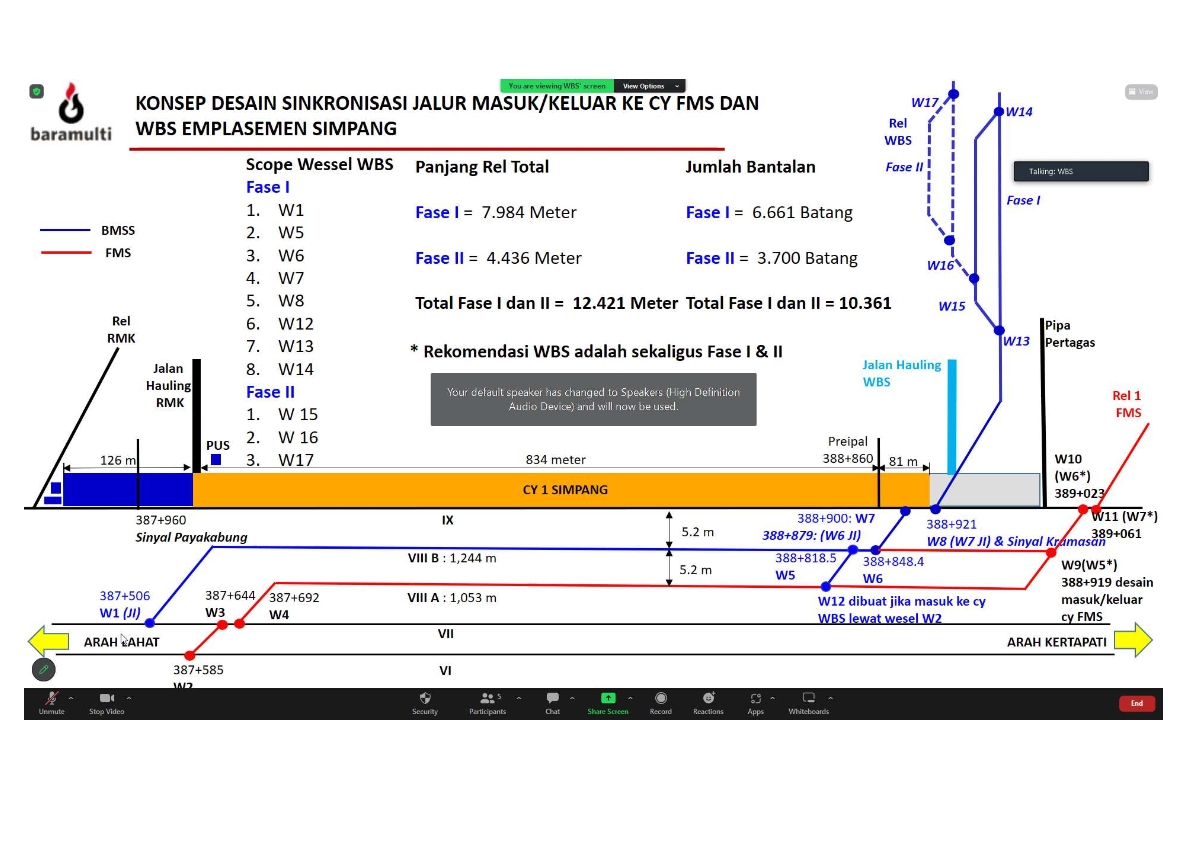 You are viewing WBS' screen
View Options
View
baramulti
KONSEP DESAIN SINKRONISASI JALUR MASUK/KELUAR KE CY FMS DAN
WBS EMPLASEMEN SIMPANG
Scope Wessel WBS
Fase I
1. W1
2. W5
3. W6
4. W7
5. W8
6. W12
7. W13
8. W14
Fase II
1. W 15
2. W 16
3. W17
Panjang Rel Total
Fase I = 7.984 Meter
Fase II = 4.436 Meter
Total Fase I dan II = 12.421 Meter
Jumlah Bantalan
Fase I = 6.661 Batang
Fase II = 3.700 Batang
Total Fase I dan II = 10.361
* Rekomendasi WBS adalah sekaligus Fase I & II
Your default speaker has changed to Speakers (High Definition
Audio Device) and will now be used.
BMSS
FMS
W17
Rel
WBS
Fase II
W14
Talking: WBS
Fase I
W16
W15
W13
Rel
RMK
Jalan
Hauling
RMK
PUS
Jalan Hauling
WBS
Pipa
Pertagas
Rel 1
FMS
126 m
834 meter
Preipal
388+860
81 m
W10
(W6*)
389+023
CY 1 SIMPANG
387+960
Sinyal Payakabung
IX
5.2 m
388+900: W7
388+879: (W6 JI)
388+921
W8 (W7 JI) & Sinyal Kramasan
W11 (W7*)
389+061
VIII B : 1,244 m
5.2 m
388+818.5
W5
388+848.4
W6
W9(W5*)
388+919 desain
masuk/keluar
cy FMS
387+506
W1 (JI)
387+644
W3
387+692
W4
VIII A : 1,053 m
W12 dibuat jika masuk ke cy
WBS lewat wesel W2
ARAH LAHAT
VII
ARAH KERTAPATI
387+585
W2
VI
Unmute
Stop Video
Security
5
Participants
Chat
Share Screen
Record
Reactions
Apps
Whiteboards
End